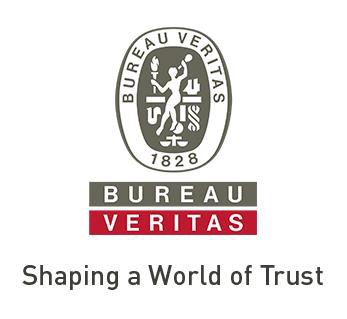 BUREAU VERITAS
1828
BUREAU
VERITAS
Shaping a World of Trust